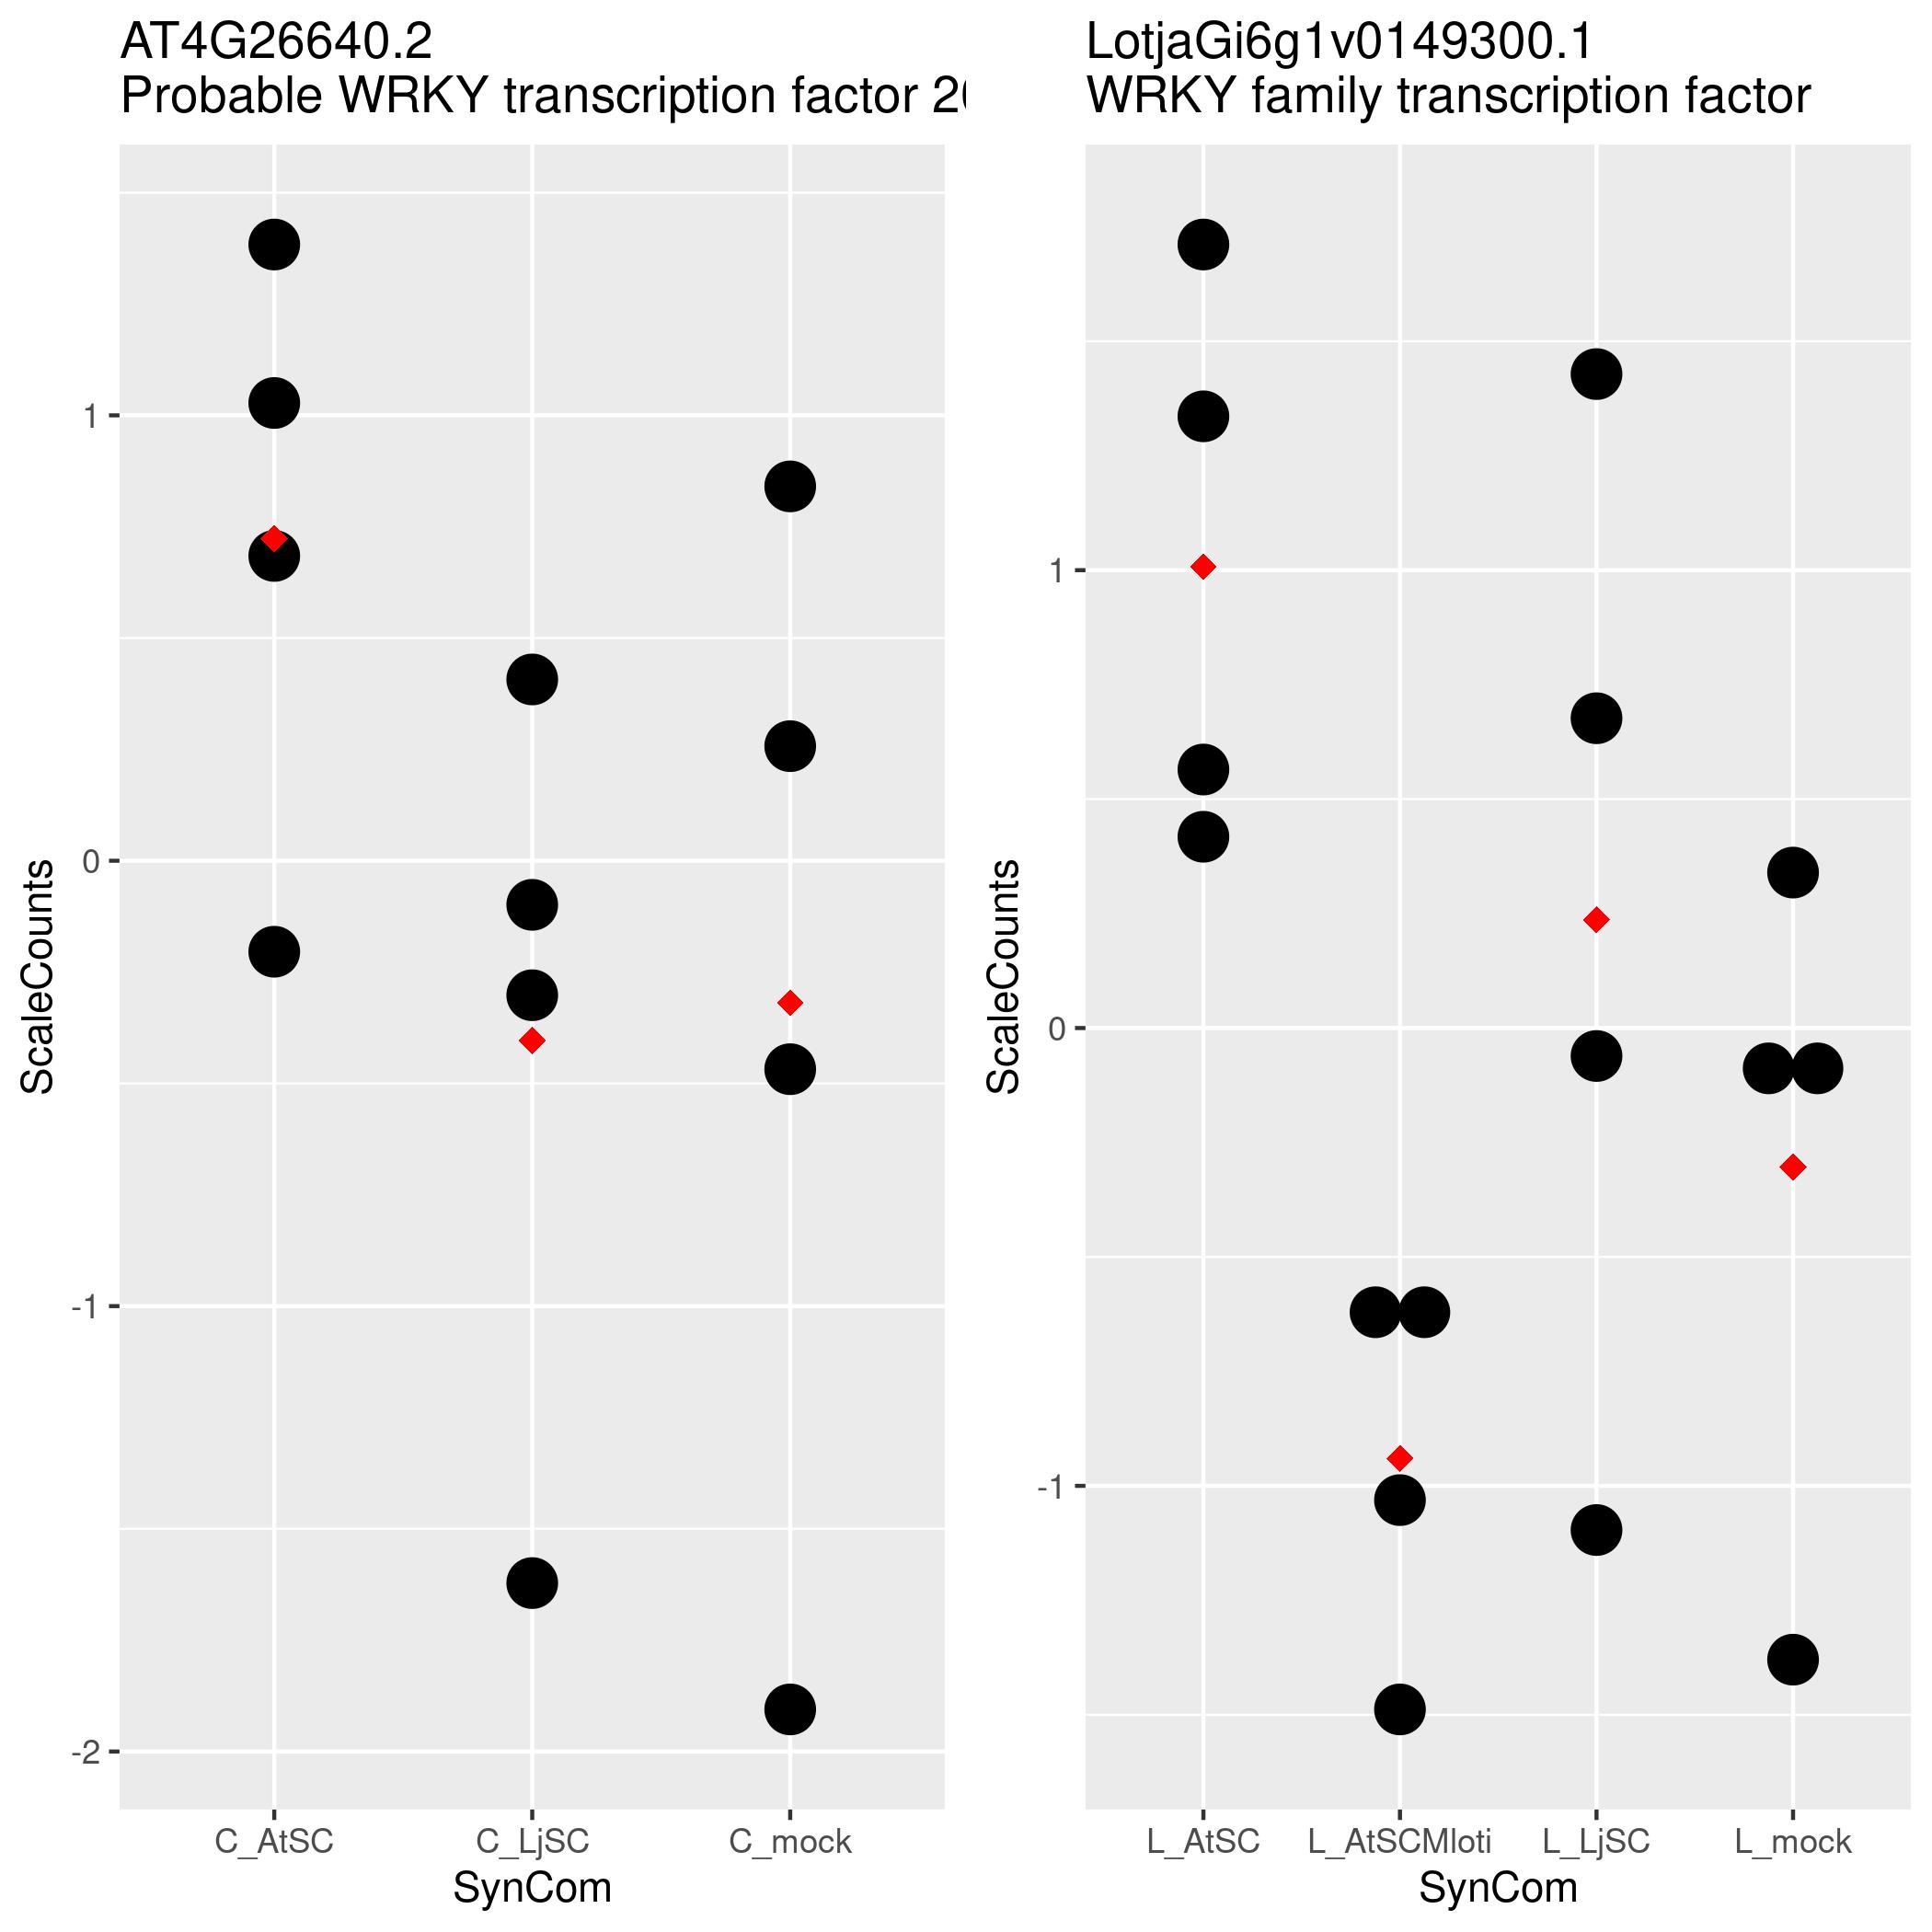 AT4G26640.2
Probable WRKY transcription factor
ScaleCounts
1
0
-1
-2
C_AtSC C_LjSC C_mock
SynCom
LotjaGi6g1v0149300.1
WRKY family transcription factor
ScaleCounts
1
0
-1
L_AtSC L_AtSCMloti L_LjSC L_mock
SynCom